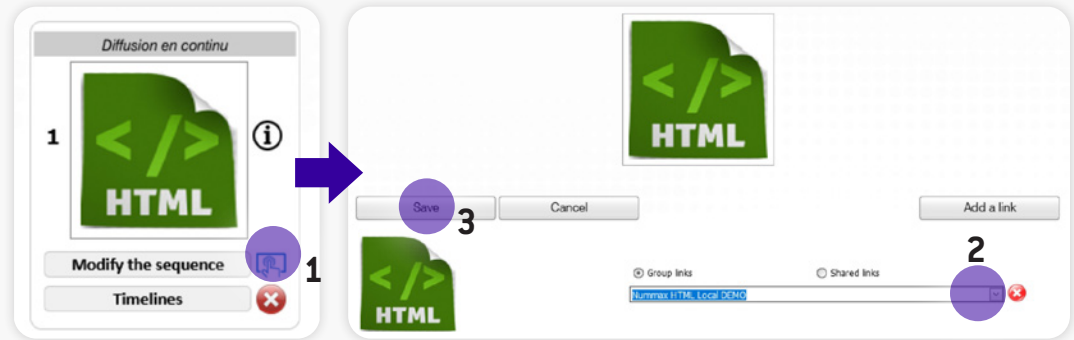 Diffusion en continu
1
</>
HTML
i
Modify the sequence
1
Timelines
</>
HTML
Save
3
Cancel
Add a link
</>
HTML
2
Group links
Shared links
Nummax HTML Local DEMO